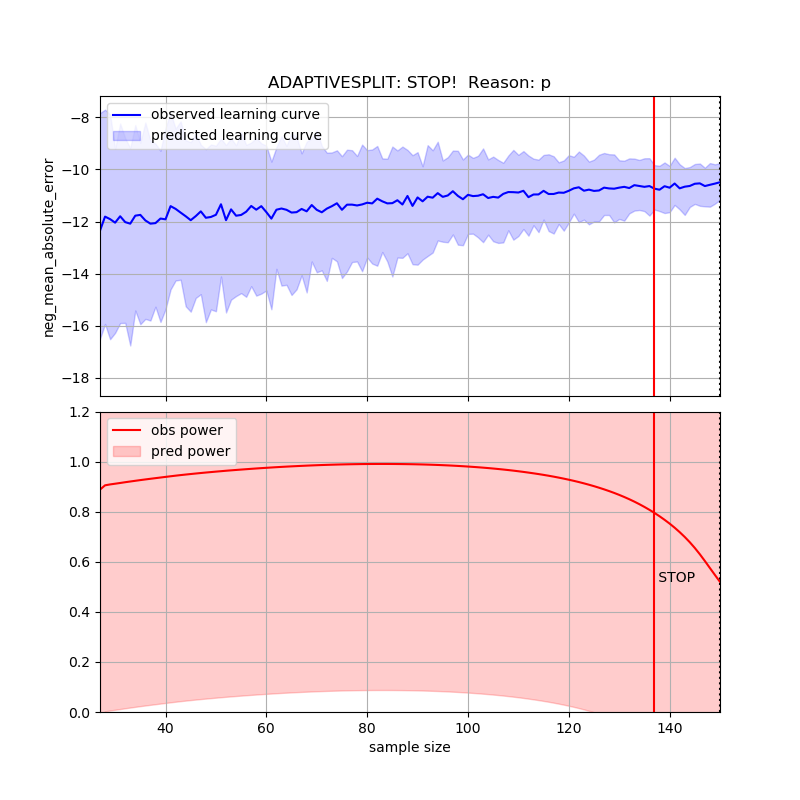 ADAPTIVESPLIT: STOP!  Reason: p
observed learning curve
predicted learning curve
−8
−10
−12
−14
−16
−18
neg_mean_absolute_error
obs power
pred power
1.2
1.0
0.8
0.6
0.4
0.2
0.0
STOP
40
60
80
100
120
140
sample size